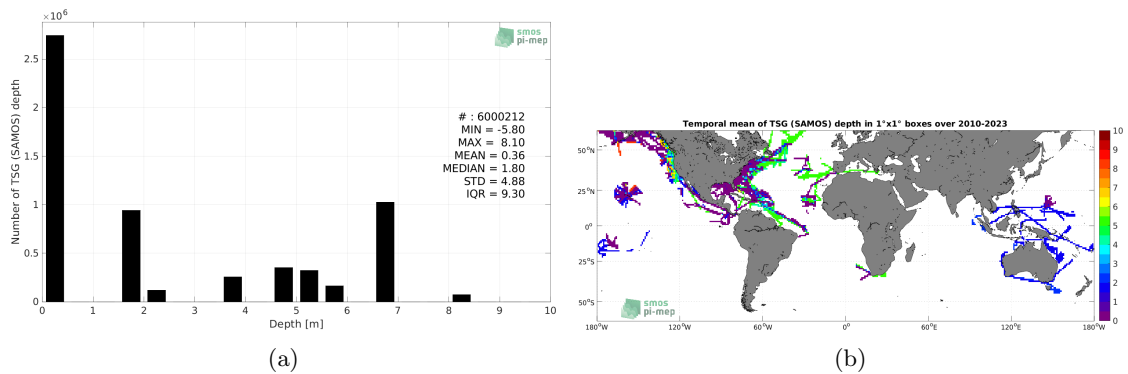 ×10⁶
2.5
2
1.5
1
0.5
0
0 1 2 3 4 5 6 7 8 9 10
Number of TSG (SAMOS) depth
Depth [m]
smos
pi-mep
# : 6000212
MIN = -5.80
MAX = 8.10
MEAN = 0.36
MEDIAN = 1.80
STD = 4.88
IQR = 9.30
(a)
Temporal mean of TSG (SAMOS) depth in 1°x1° boxes over 2010-2023
50°N
25°N
0°
25°S
50°S
180°W 120°W 60°W 0° 60°E 120°E 180°E
smos
pi-mep
10
9
8
7
6
5
4
3
2
1
0
(b)